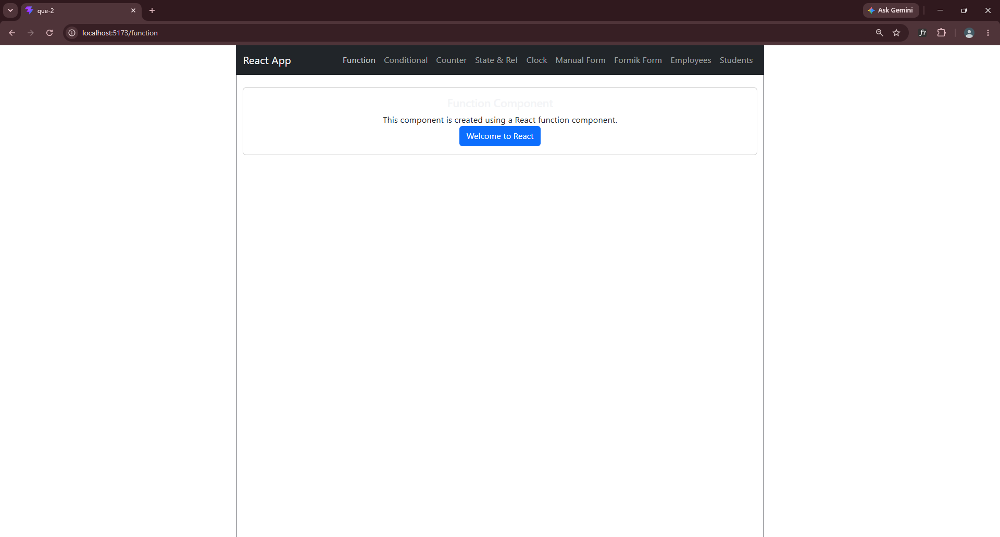 que-2
Ask Gemini
localhost:5173/function
React App
Function Conditional Counter State & Ref Clock Manual Form Formik Form Employees Students
Function Component
This component is created using a React function component.
Welcome to React